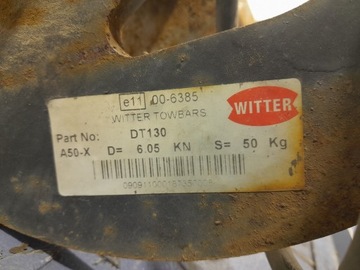 e11 00-6385
WITTER TOWBARS
WITTER
Part No: DT130
A50-X D= 6.05 KN S= 50 Kg